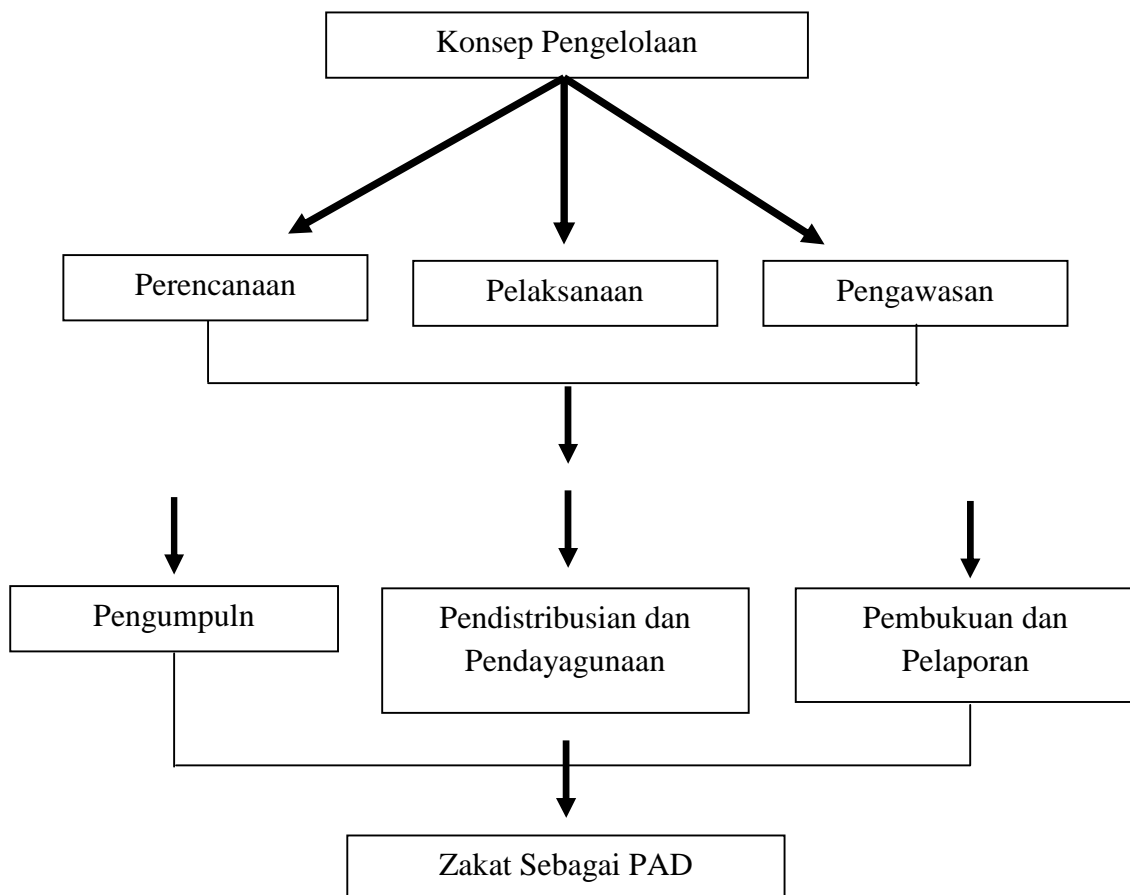 Konsep Pengelolaan
Perencanaan
Pelaksanaan
Pengawasan
Pengumpuln
Pendistribusian dan
Pendayagunaan
Pembukuan dan
Pelaporan
Zakat Sebagai PAD